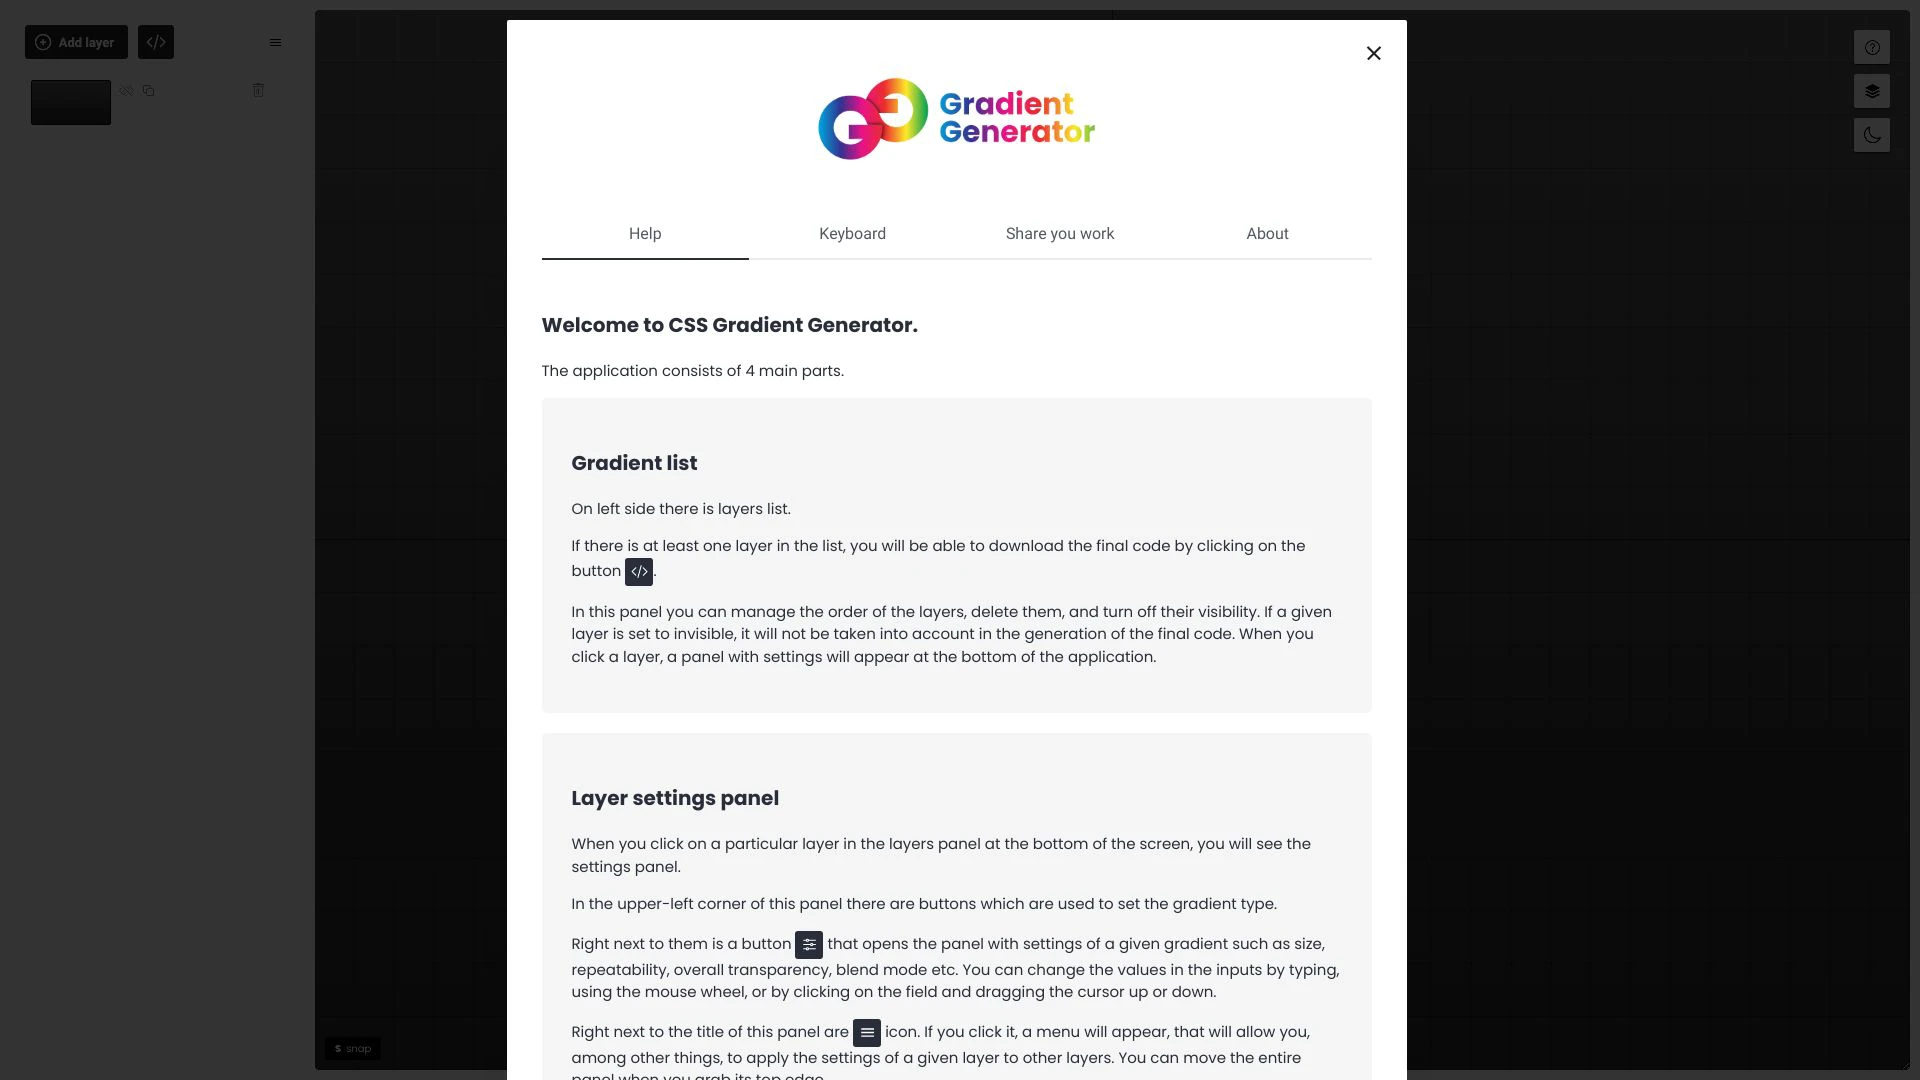 Add layer
Gradient
Generator
Help
Keyboard
Share you work
About
Welcome to CSS Gradient Generator.
The application consists of 4 main parts.
Gradient list
On left side there is layers list.
If there is at least one layer in the list, you will be able to download the final code by clicking on the
button </>.
In this panel you can manage the order of the layers, delete them, and turn off their visibility. If a given
layer is set to invisible, it will not be taken into account in the generation of the final code. When you
click a layer, a panel with settings will appear at the bottom of the application.
Layer settings panel
When you click on a particular layer in the layers panel at the bottom of the screen, you will see the
settings panel.
In the upper-left corner of this panel there are buttons which are used to set the gradient type.
Right next to them is a button that opens the panel with settings of a given gradient such as size,
repeatability, overall transparency, blend mode etc. You can change the values in the inputs by typing,
using the mouse wheel, or by clicking on the field and dragging the cursor up or down.
Right next to the title of this panel are icon. If you click it, a menu will appear, that will allow you,
among other things, to apply the settings of a given layer to other layers. You can move the entire
panel when you grab its top edge.
S snap